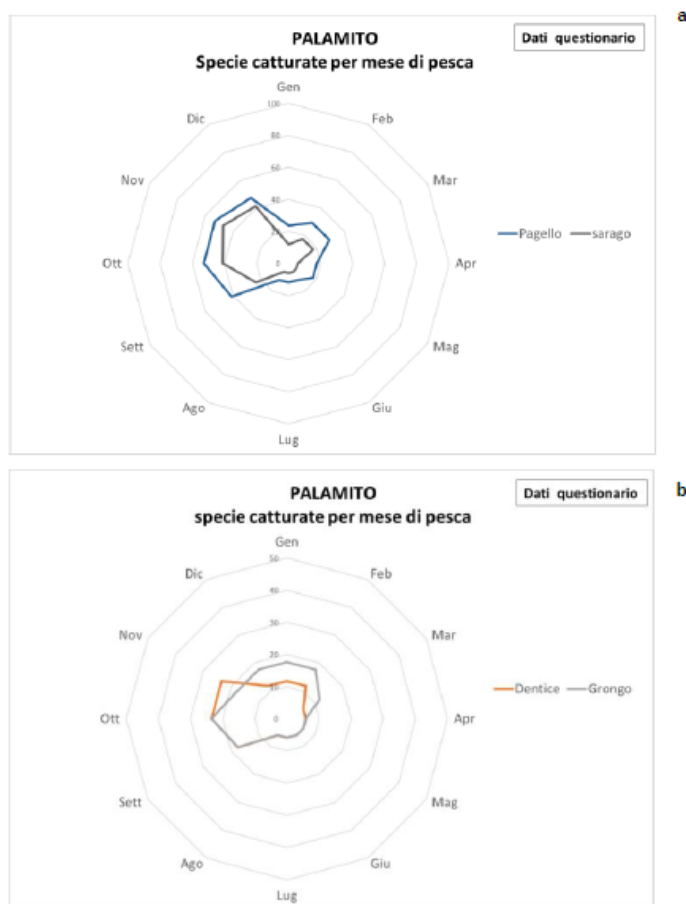 a
PALAMITO
Dati questionario
Specie catturate per mese di pesca
Gen
100
Dic
Feb
80
60
Nov
Mar
40
20
Pagello
sarago
Ott
0
Apr
Sett
Mag
Ago
Giu
Lug
b
PALAMITO
Dati questionario
specie catturate per mese di pesca
Gen
50
Dic
Feb
40
30
Nov
Mar
20
10
Dentice
Grongo
Ott
0
Apr
Sett
Mag
Ago
Giu
Lug